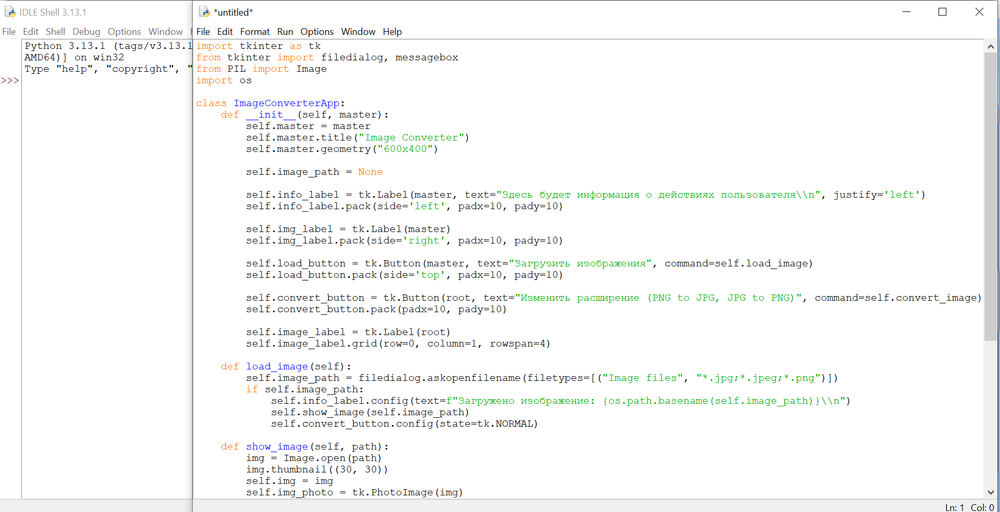 IDLE Shell 3.13.1
File Edit Shell Debug Options Window
Python 3.13.1 (tags/v3.13.1
AMD64)] on win32
Type "help", "copyright", "
>>>
*untitled*
File Edit Format Run Options Window Help
import tkinter as tk
from tkinter import filedialog, messagebox
from PIL import Image
import os

class ImageConverterApp:
    def __init__(self, master):
        self.master = master
        self.master.title("Image Converter")
        self.master.geometry("600x400")

        self.image_path = None

        self.info_label = tk.Label(master, text="Здесь будет информация о действиях пользователя\\n", justify='left')
        self.info_label.pack(side='left', padx=10, pady=10)

        self.img_label = tk.Label(master)
        self.img_label.pack(side='right', padx=10, pady=10)

        self.load_button = tk.Button(master, text="Загрузить изображения", command=self.load_image)
        self.load_button.pack(side='top', padx=10, pady=10)

        self.convert_button = tk.Button(root, text="Изменить расширение (PNG to JPG, JPG to PNG)", command=self.convert_image)
        self.convert_button.pack(padx=10, pady=10)

        self.image_label = tk.Label(root)
        self.image_label.grid(row=0, column=1, rowspan=4)

    def load_image(self):
        self.image_path = filedialog.askopenfilename(filetypes=[("Image files", "*.jpg;*.jpeg;*.png")])
        if self.image_path:
            self.info_label.config(text=f"Загружено изображение: {os.path.basename(self.image_path)}\\n")
            self.show_image(self.image_path)
            self.convert_button.config(state=tk.NORMAL)

    def show_image(self, path):
        img = Image.open(path)
        img.thumbnail((30, 30))
        self.img = img
        self.img_photo = tk.PhotoImage(img)
Ln: 1 Col: 0